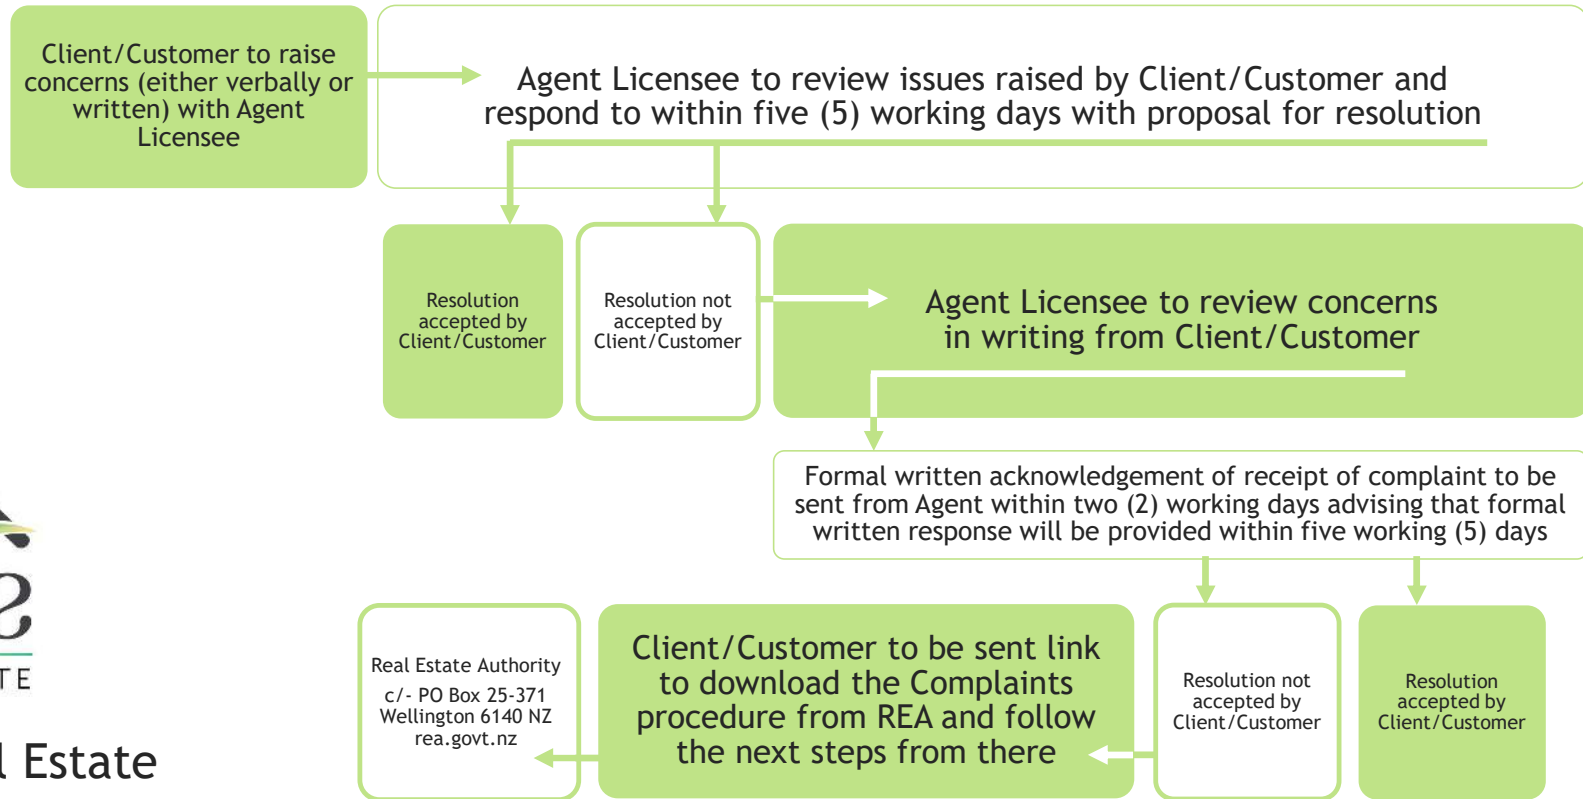 Client/Customer to raise
concerns (either verbally or
written) with Agent
Licensee
Agent Licensee to review issues raised by Client/Customer and
respond to within five (5) working days with proposal for resolution
Resolution
accepted by
Client/Customer
Resolution not
accepted by
Client/Customer
Agent Licensee to review concerns
in writing from Client/Customer
Formal written acknowledgement of receipt of complaint to be
sent from Agent within two (2) working days advising that formal
written response will be provided within five working (5) days
Real Estate Authority
c/- PO Box 25-371
Wellington 6140 NZ
rea.govt.nz
Client/Customer to be sent link
to download the Complaints
procedure from REA and follow
the next steps from there
Resolution not
accepted by
Client/Customer
Resolution
accepted by
Client/Customer
Estate